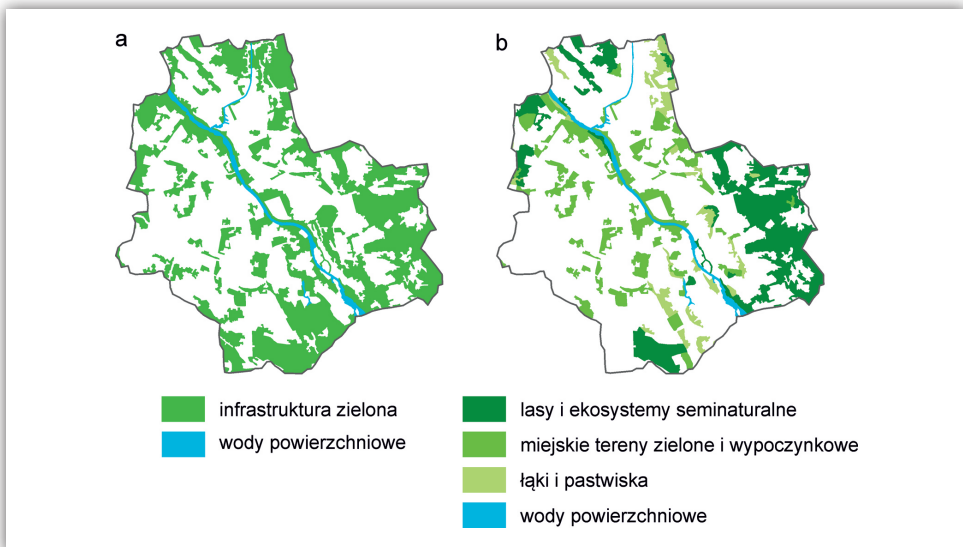 a
b
infrastruktura zielona
wody powierzchniowe
lasy i ekosystemy seminaturalne
miejskie tereny zielone i wypoczynkowe
łąki i pastwiska
wody powierzchniowe